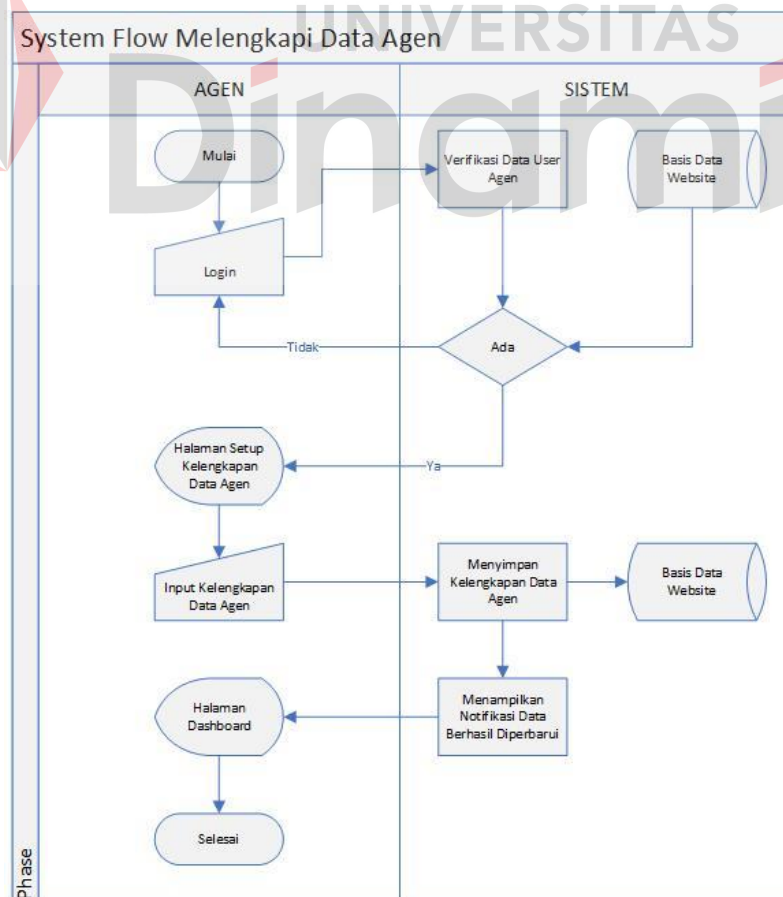 UNIVERSITAS
Dinami
System Flow Melengkapi Data Agen
AGEN
SISTEM
Mulai
Verifikasi Data User
Agen
Basis Data
Website
Login
Tidak
Ada
Halaman Setup
Kelengkapan
Data Agen
Ya
Input Kelengkapan
Data Agen
Menyimpan
Kelengkapan Data
Agen
Basis Data
Website
Halaman
Dashboard
Menampilkan
Notifikasi Data
Berhasil Diperbarui
Selesai
Phase